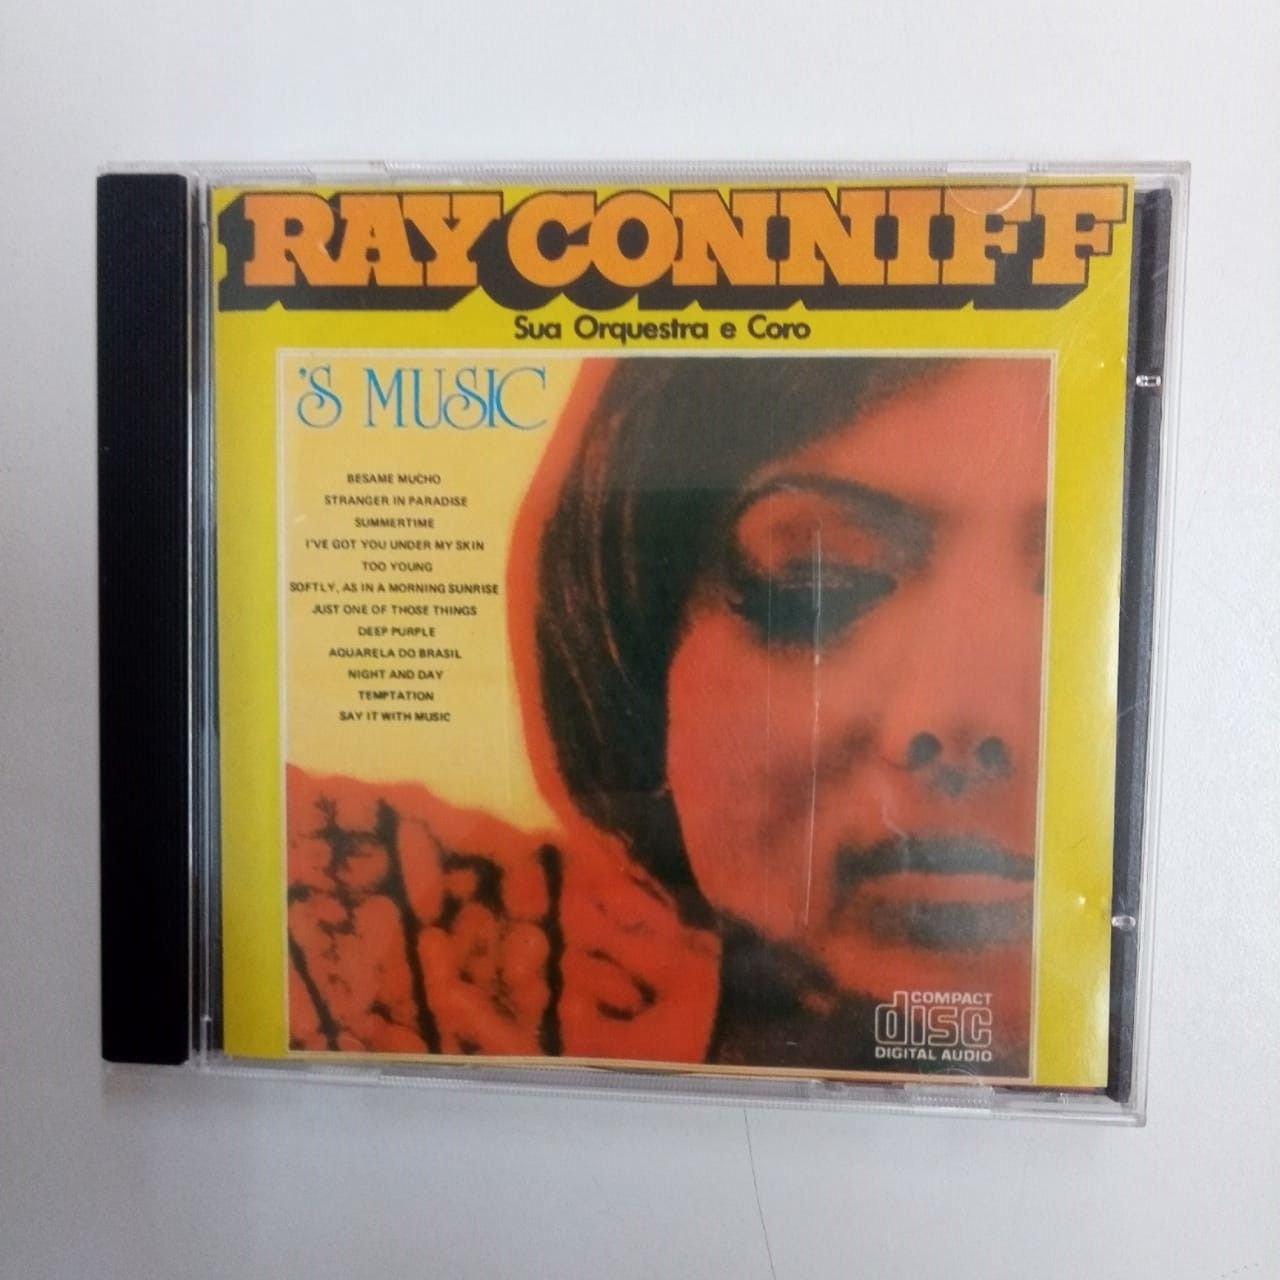 RAY CONNIFF
Sua Orquestra e Coro
'S MUSIC
BESAME MUCHO
STRANGER IN PARADISE
SUMMERTIME
I'VE GOT YOU UNDER MY SKIN
TOO YOUNG
SOFTLY, AS IN A MORNING SUNRISE
JUST ONE OF THOSE THINGS
DEEP PURPLE
AQUARELA DO BRASIL
NIGHT AND DAY
TEMPTATION
SAY IT WITH MUSIC
COMPACT
disc
DIGITAL AUDIO